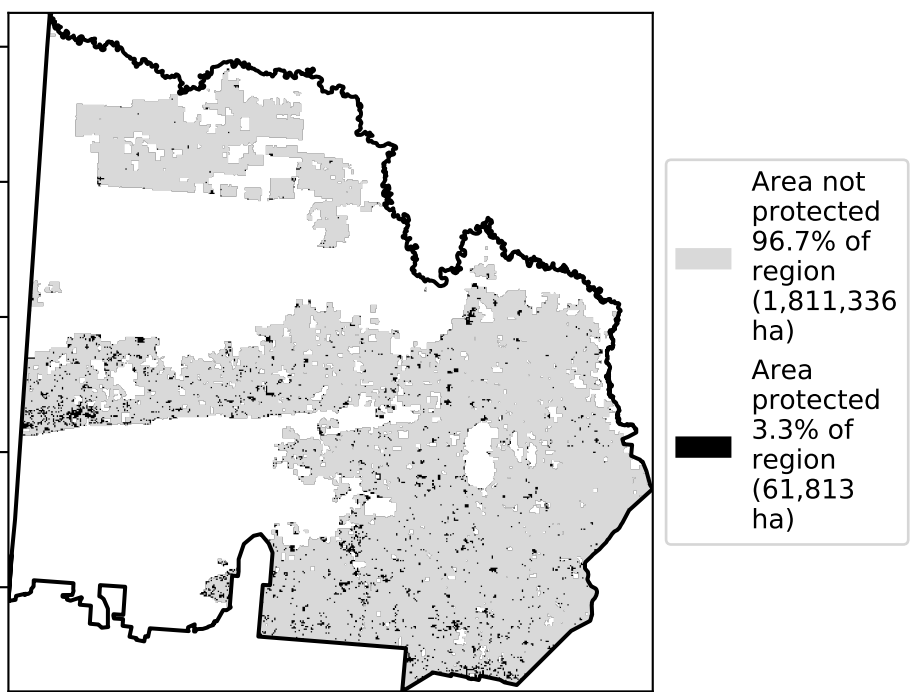 Area not
protected
96.7% of
region
(1,811,336
ha)
Area
protected
3.3% of
region
(61,813
ha)